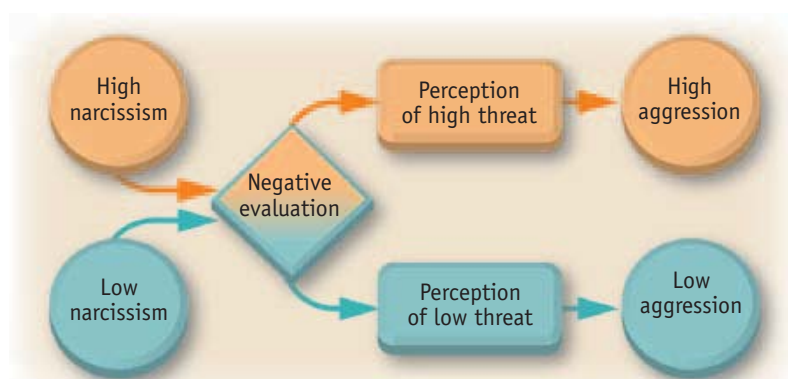 High
narcissism
Perception
of high threat
High
aggression
Negative
evaluation
Low
narcissism
Perception
of low threat
Low
aggression